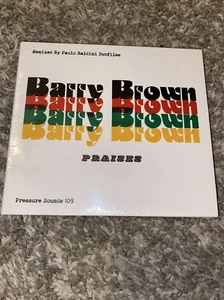 Remixed By Paolo Baldini Dubfiles
Barry Brown
Barry Brown
Barry Brown
Barry Brown
PRAISES
Pressure Sounds 109